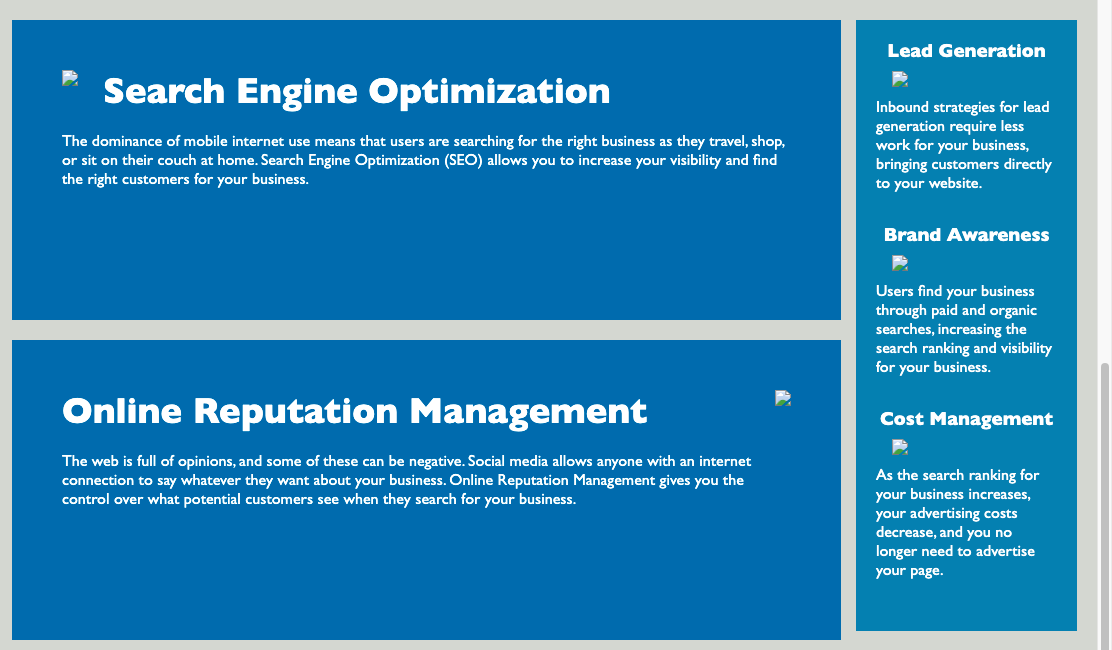 Search Engine Optimization
The dominance of mobile internet use means that users are searching for the right business as they travel, shop,
or sit on their couch at home. Search Engine Optimization (SEO) allows you to increase your visibility and find
the right customers for your business.
Online Reputation Management
The web is full of opinions, and some of these can be negative. Social media allows anyone with an internet
connection to say whatever they want about your business. Online Reputation Management gives you the
control over what potential customers see when they search for your business.
Lead Generation
Inbound strategies for lead
generation require less
work for your business,
bringing customers directly
to your website.
Brand Awareness
Users find your business
through paid and organic
searches, increasing the
search ranking and visibility
for your business.
Cost Management
As the search ranking for
your business increases,
your advertising costs
decrease, and you no
longer need to advertise
your page.